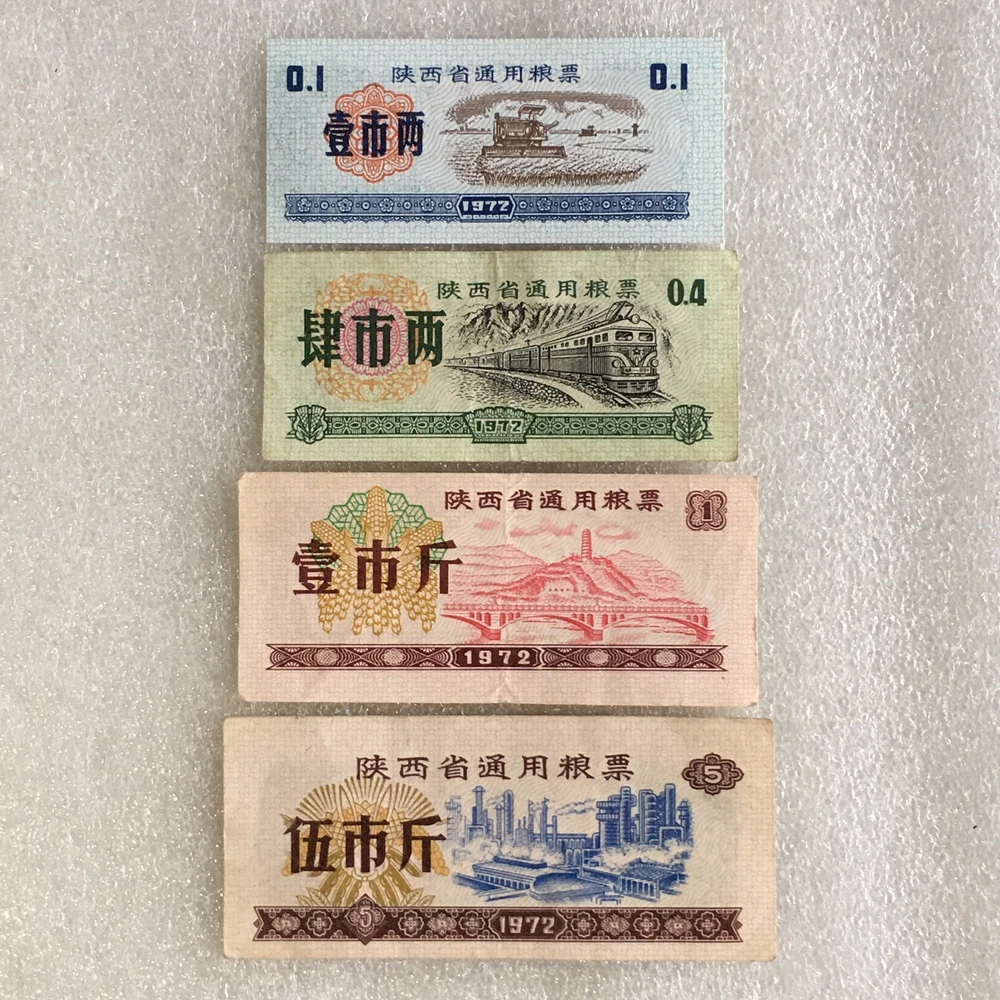 陕西省通用粮票
0.1 0.1
壹市两
1972
陕西省通用粮票 0.4
肆市两
1972
陕西省通用粮票 1
壹市斤
1972
陕西省通用粮票 5
伍市斤
5 1972